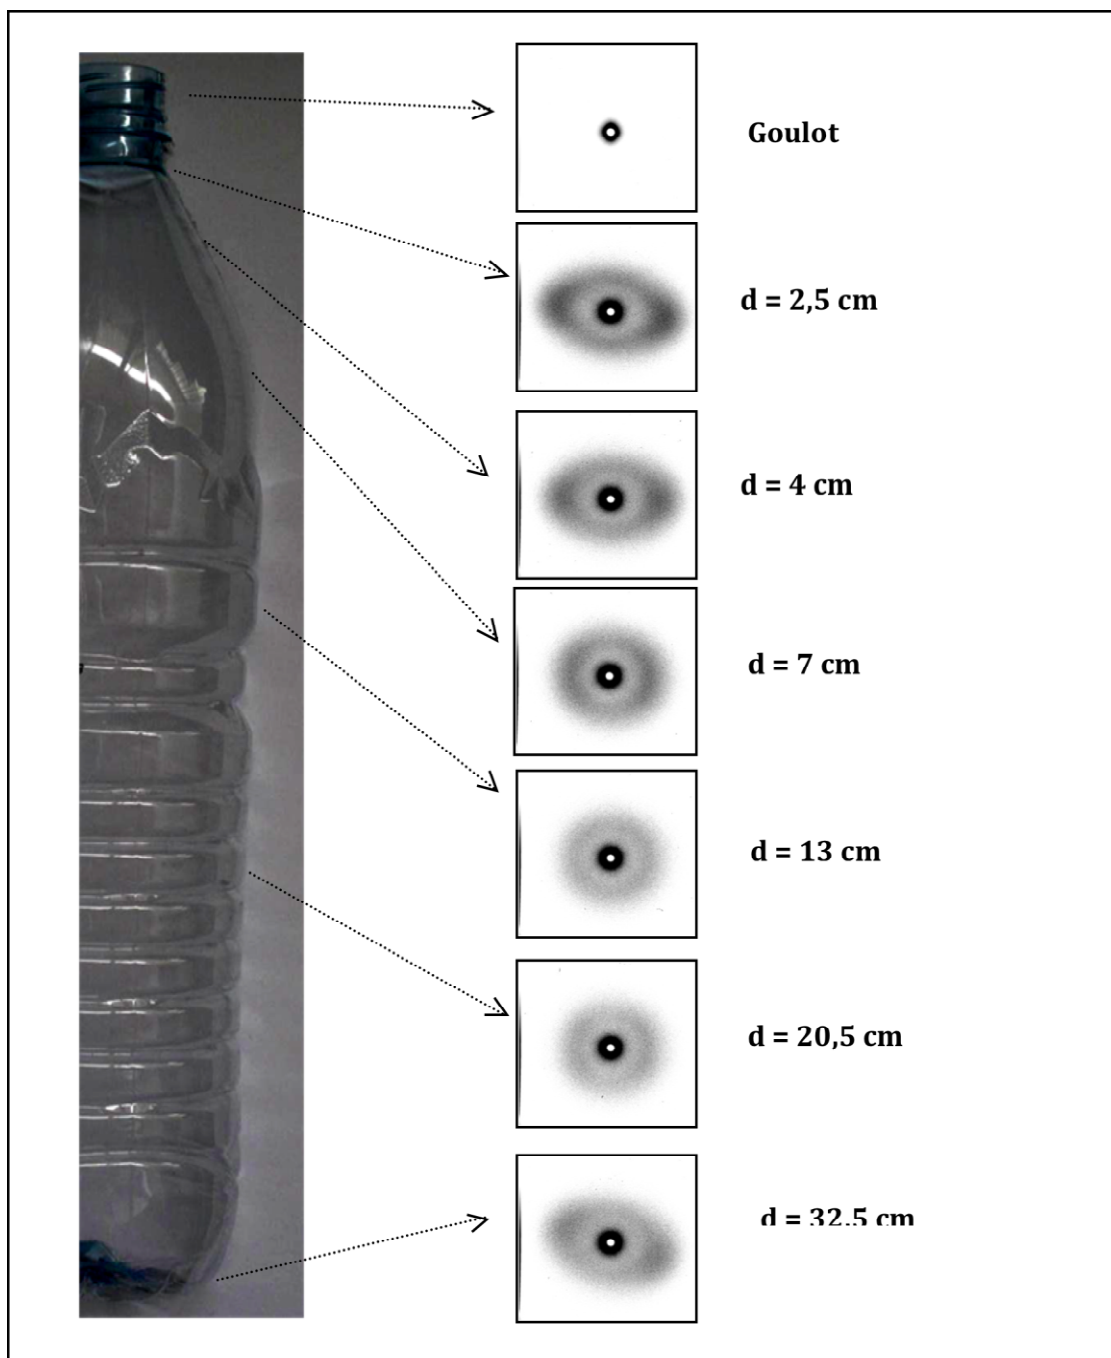 Goulot
d = 2,5 cm
d = 4 cm
d = 7 cm
d = 13 cm
d = 20,5 cm
d = 32.5 cm